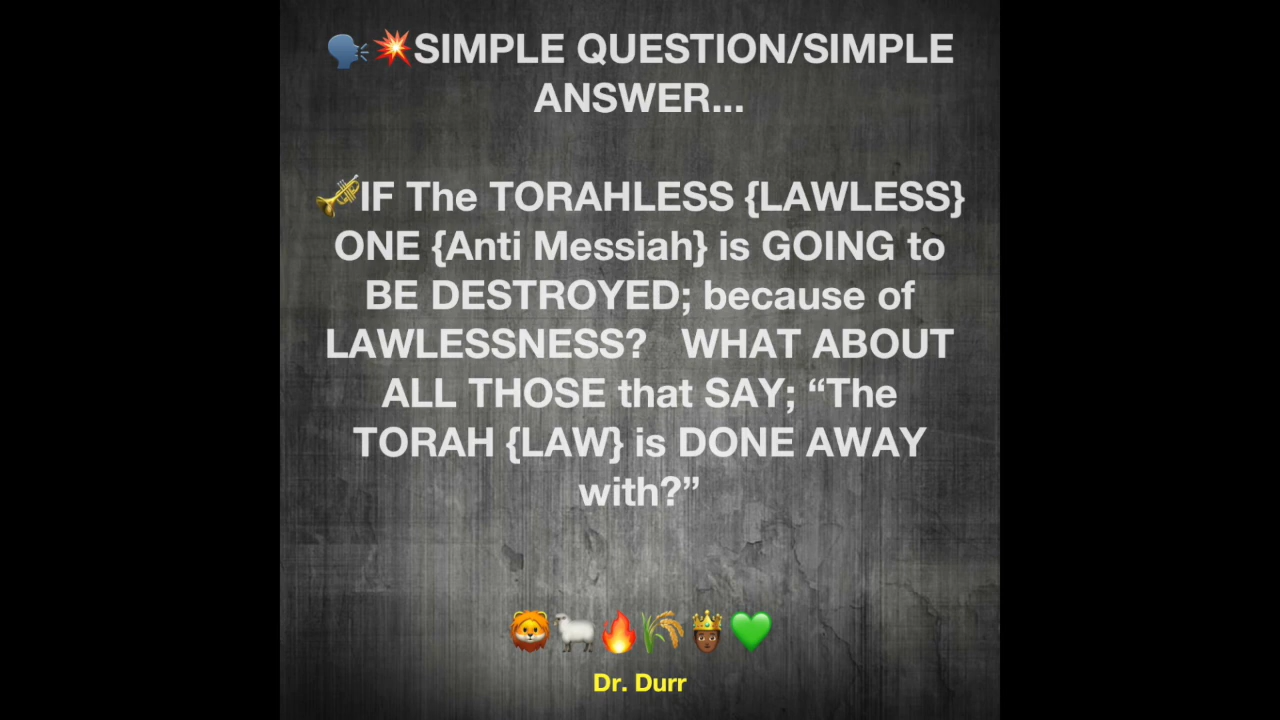 🗣💥SIMPLE QUESTION/SIMPLE
ANSWER...
🎺IF The TORAHLESS {LAWLESS}
ONE {Anti Messiah} is GOING to
BE DESTROYED; because of
LAWLESSNESS?   WHAT ABOUT
ALL THOSE that SAY; “The
TORAH {LAW} is DONE AWAY
with?”
🦁🐑🔥🌾🤴🏾💚
Dr. Durr